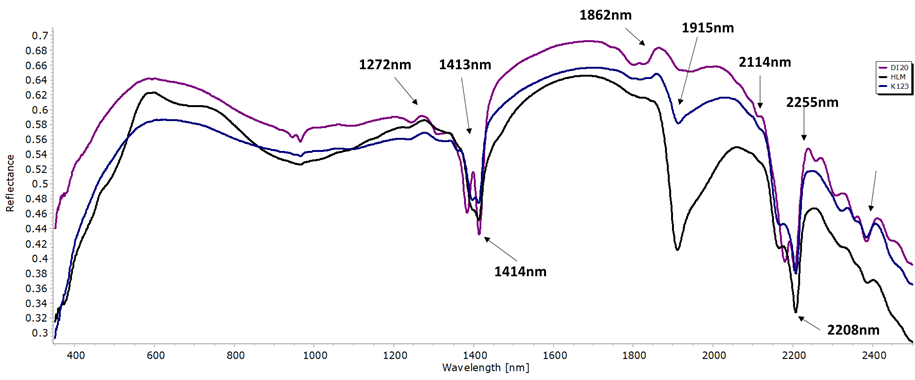 1862nm
1915nm
1272nm
1413nm
2114nm
2255nm
1414nm
2208nm
DI20
HLM
K123
Reflectance
0.7
0.68
0.66
0.64
0.62
0.6
0.58
0.56
0.54
0.52
0.5
0.48
0.46
0.44
0.42
0.4
0.38
0.36
0.34
0.32
0.3
400
600
800
1000
1200
1400
1600
1800
2000
2200
2400
Wavelength [nm]